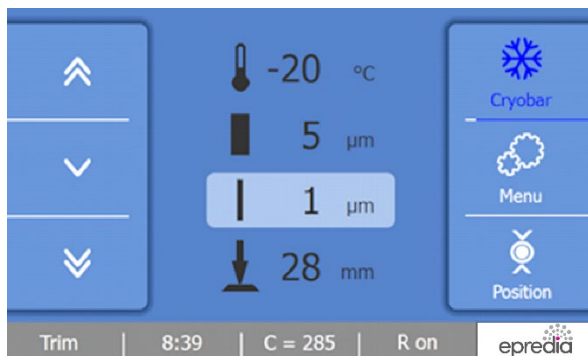 -20 °C
5 µm
1 µm
28 mm
Cryobar
Menu
Position
Trim | 8:39 | C = 285 | R on
epredia